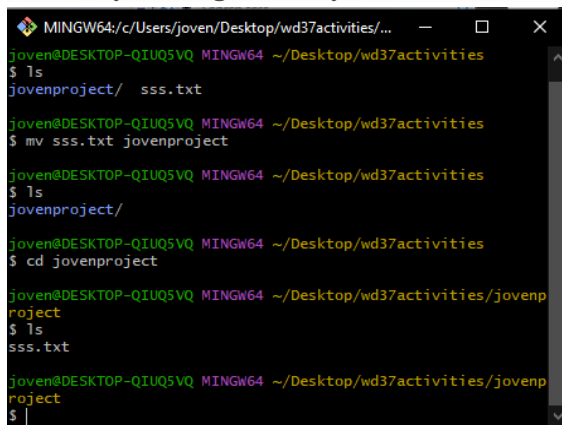 MINGW64:/c/Users/joven/Desktop/wd37activities/...
joven@DESKTOP-QIUQ5VQ MINGW64 ~/Desktop/wd37activities
$ ls
jovenproject/  sss.txt
joven@DESKTOP-QIUQ5VQ MINGW64 ~/Desktop/wd37activities
$ mv sss.txt jovenproject
joven@DESKTOP-QIUQ5VQ MINGW64 ~/Desktop/wd37activities
$ ls
jovenproject/
joven@DESKTOP-QIUQ5VQ MINGW64 ~/Desktop/wd37activities
$ cd jovenproject
joven@DESKTOP-QIUQ5VQ MINGW64 ~/Desktop/wd37activities/jovenp
roject
$ ls
sss.txt
joven@DESKTOP-QIUQ5VQ MINGW64 ~/Desktop/wd37activities/jovenp
roject
$